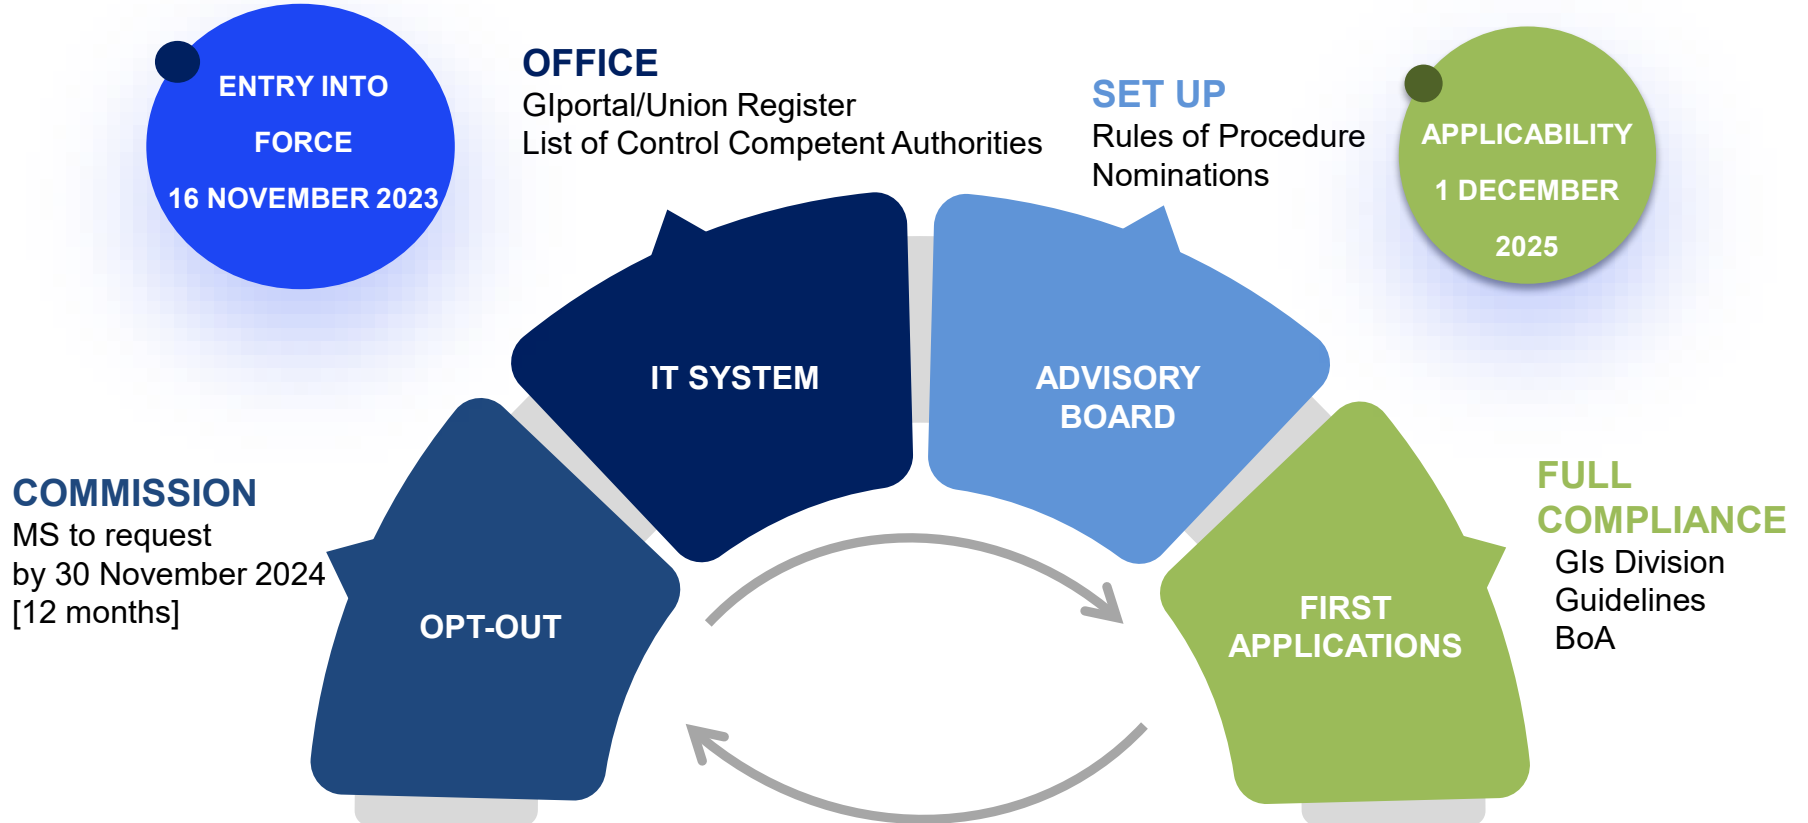 ENTRY INTO
FORCE
16 NOVEMBER 2023
OFFICE
GIportal/Union Register
List of Control Competent Authorities
SET UP
Rules of Procedure
Nominations
APPLICABILITY
1 DECEMBER
2025
IT SYSTEM
ADVISORY
BOARD
COMMISSION
MS to request
by 30 November 2024
[12 months]
OPT-OUT
FIRST
APPLICATIONS
FULL
COMPLIANCE
GIs Division
Guidelines
BoA